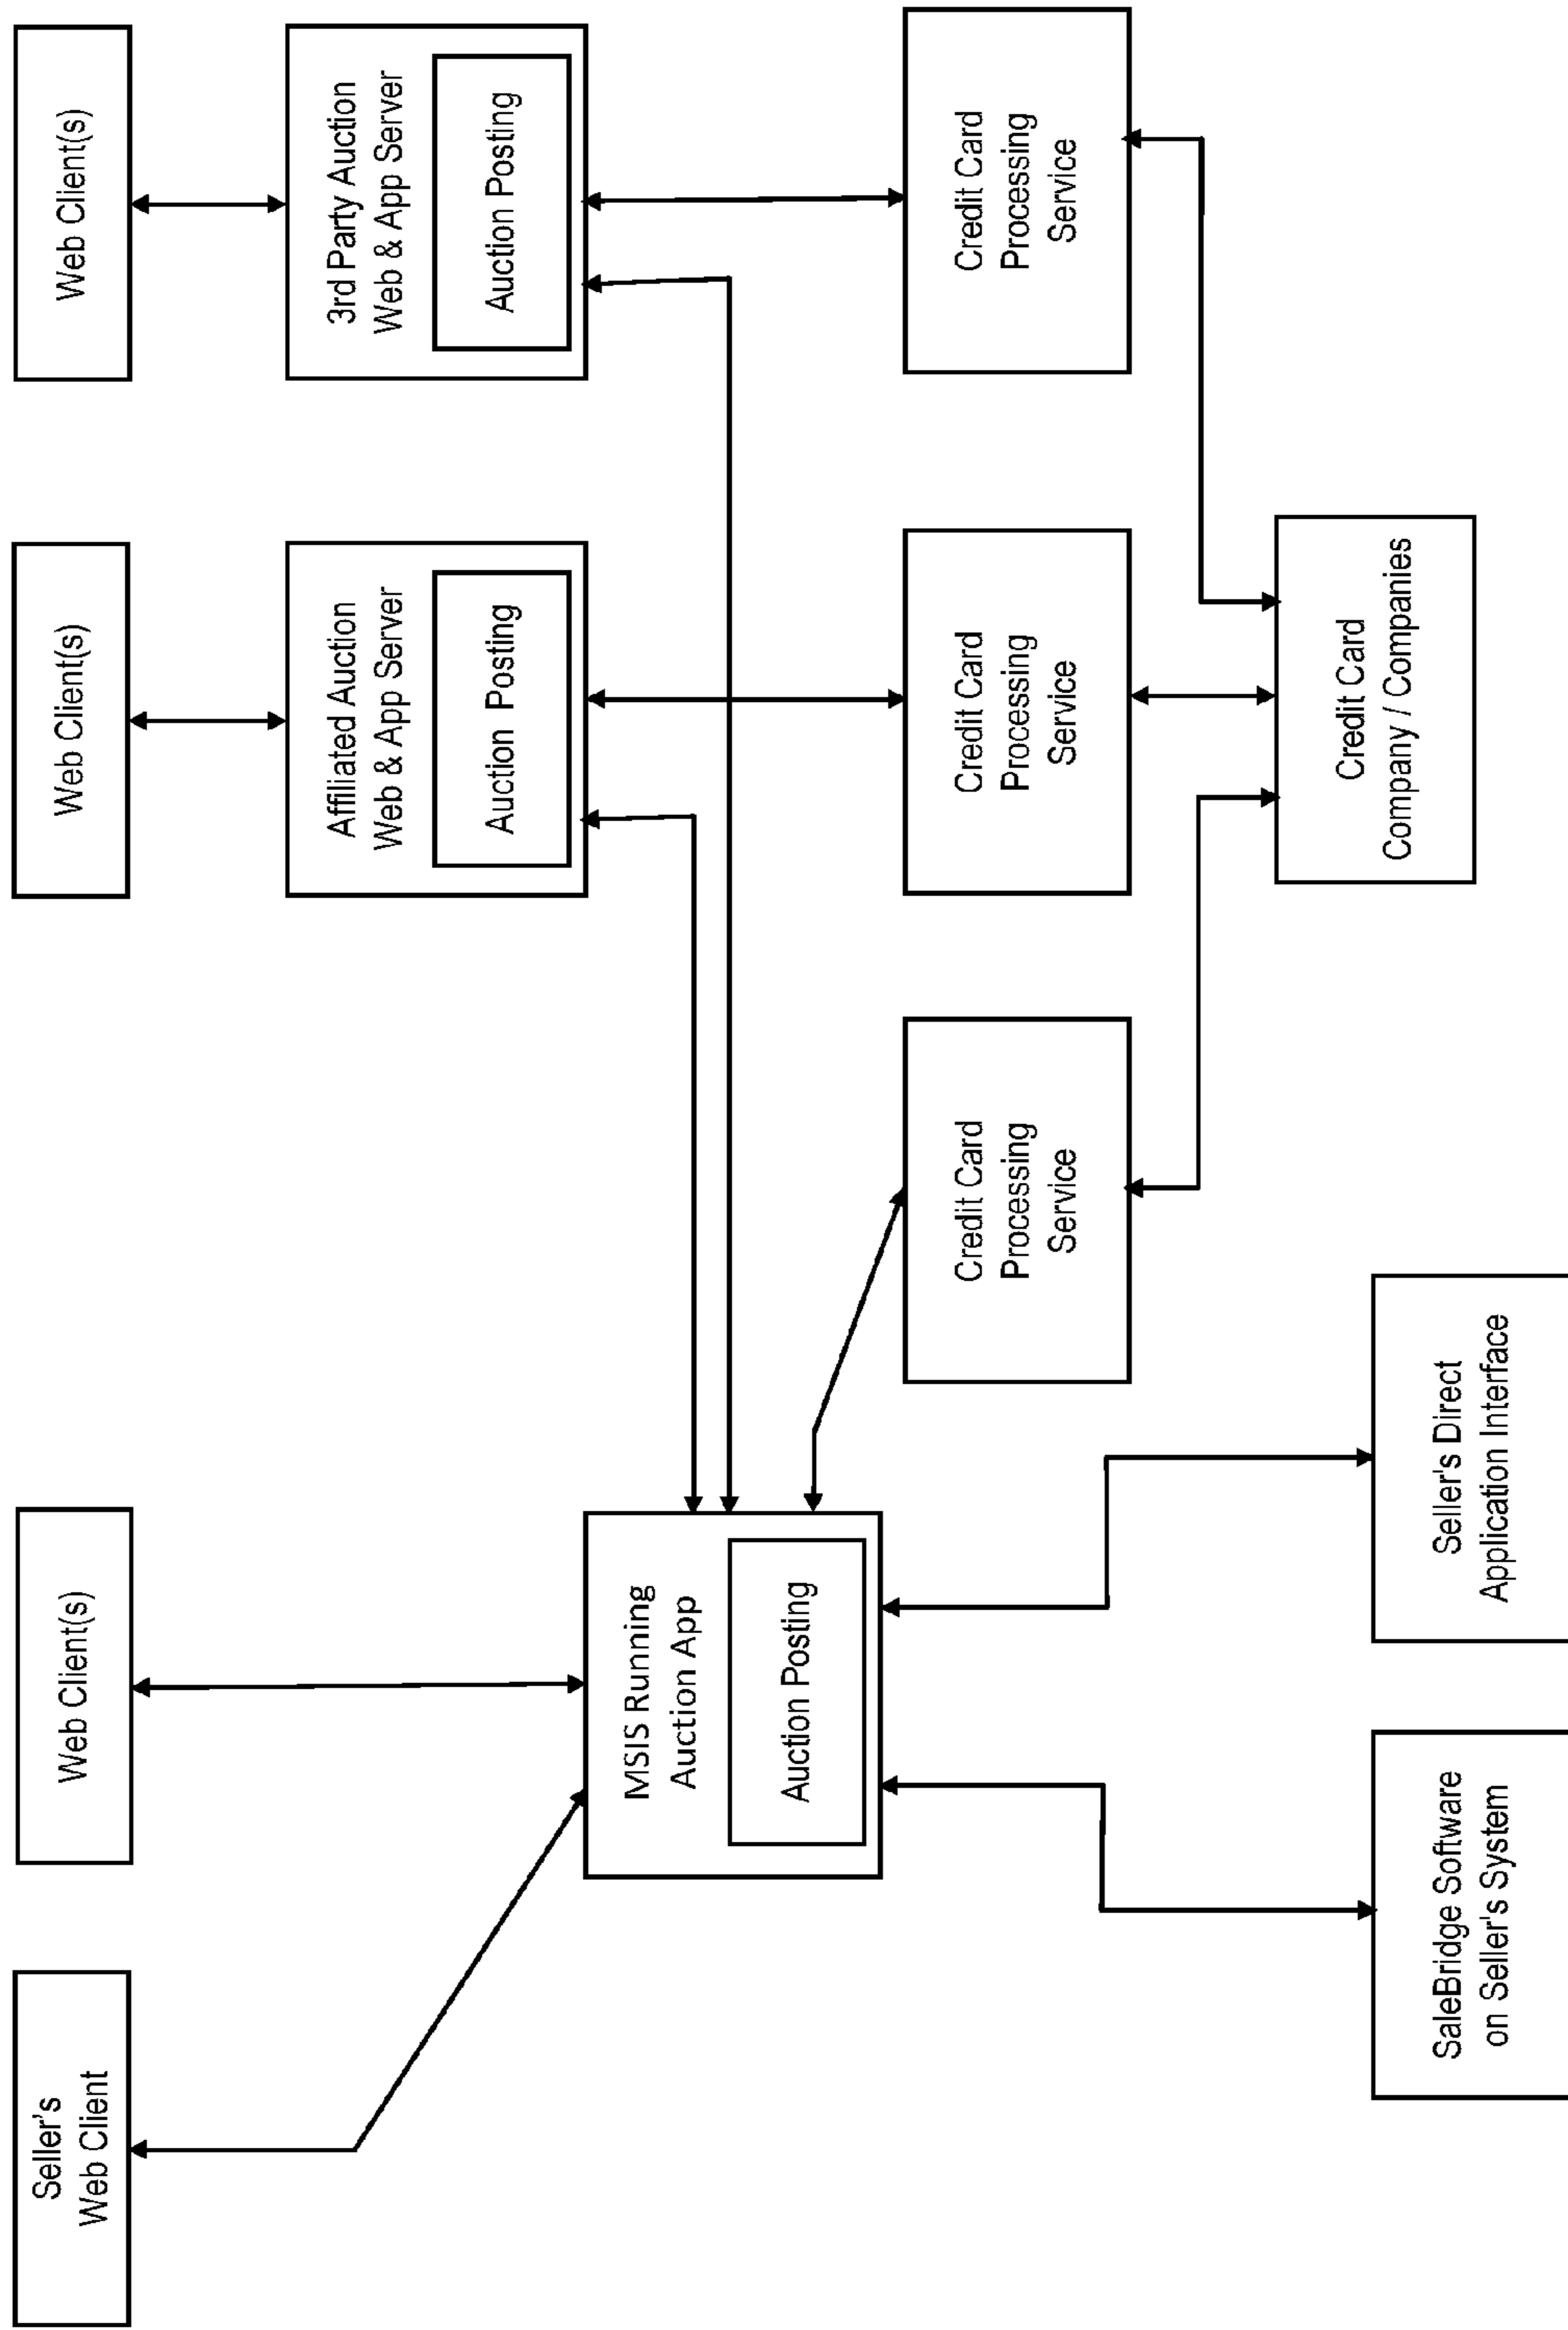 Seller's
Web Client
Web Client(s)
Web Client(s)
Web Client(s)
MSIS Running
Auction App
Auction Posting
Affiliated Auction
Web & App Server
Auction Posting
3rd Party Auction
Web & App Server
Auction Posting
Credit Card
Processing
Service
Credit Card
Processing
Service
Credit Card
Processing
Service
SaleBridge Software
on Seller's System
Seller's Direct
Application Interface
Credit Card
Company / Companies